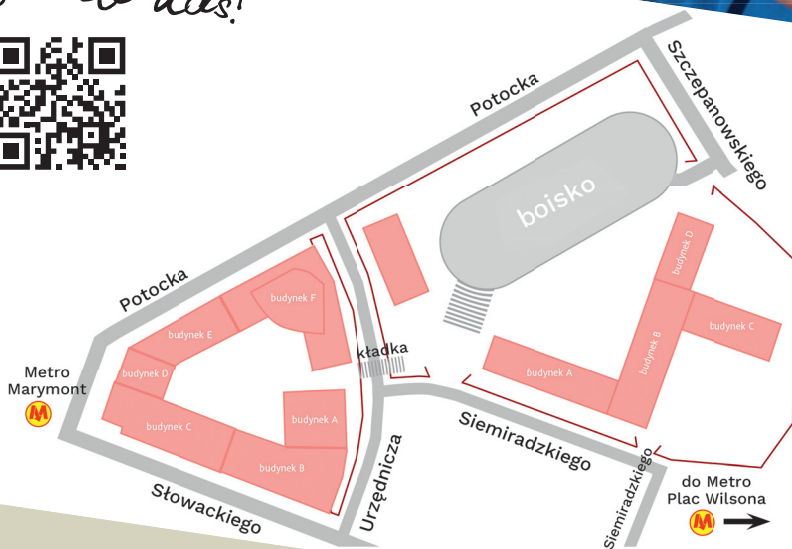 nas!
Potocka
Szczepanowskiego
boisko
Potocka
budynek F
budynek E
budynek D
budynek C
budynek A
budynek B
kładka
Metro
Marymont
M
Słowackiego
Urzędnicza
Siemiradzkiego
Siemiradzkiego
budynek A
budynek B
budynek D
budynek C
do Metro
Plac Wilsona
M